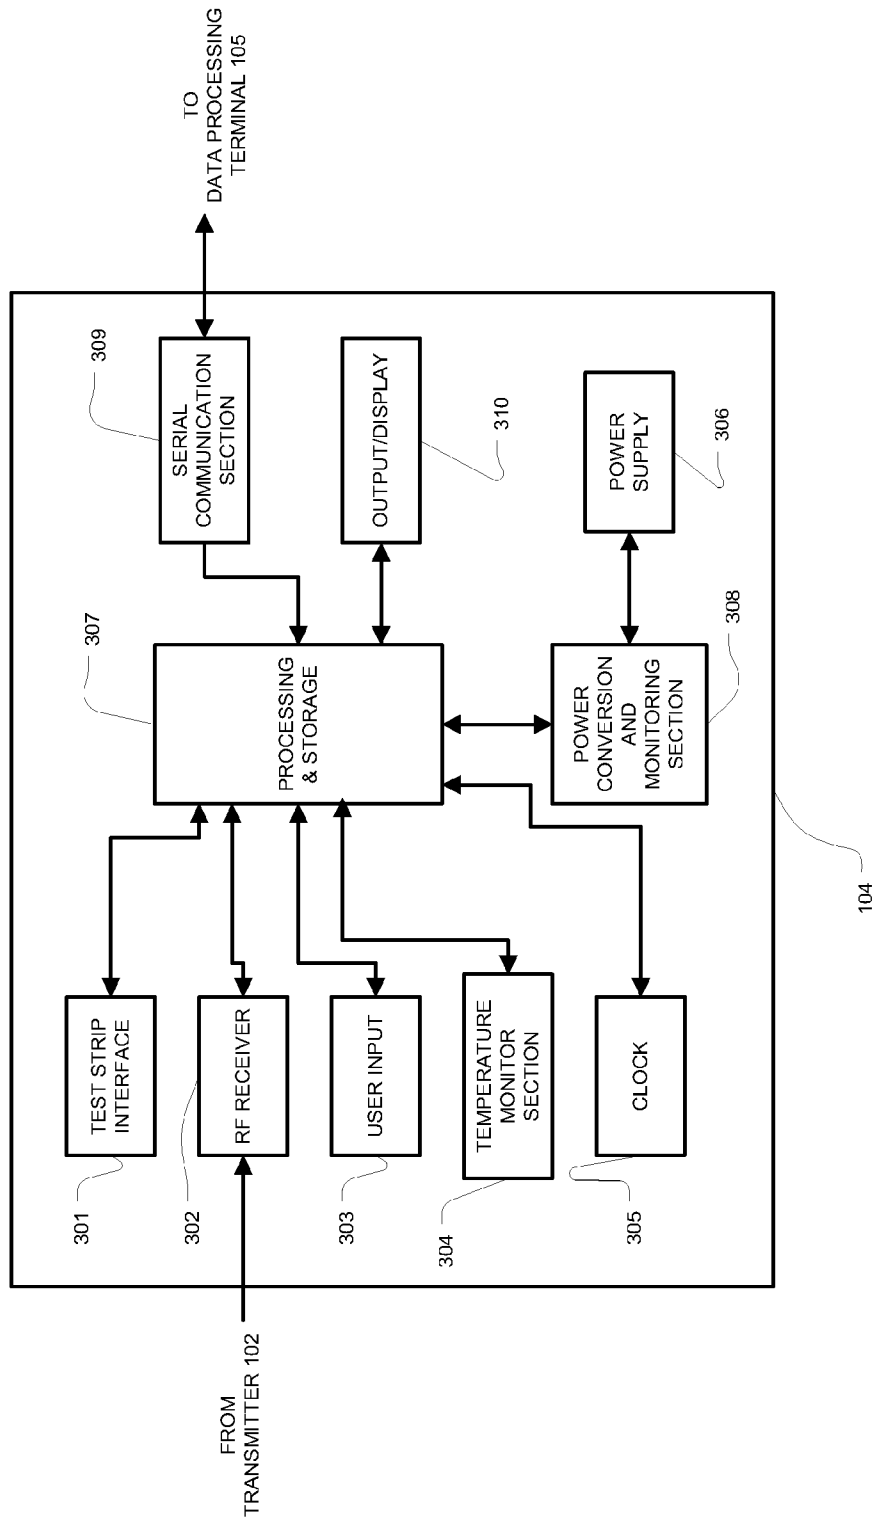 FROM
TRANSMITTER 102
301
TEST STRIP
INTERFACE
302
RF RECEIVER
303
USER INPUT
304
TEMPERATURE
MONITOR
SECTION
305
CLOCK
307
PROCESSING
& STORAGE
308
POWER
CONVERSION
AND
MONITORING
SECTION
309
SERIAL
COMMUNICATION
SECTION
310
OUTPUT/DISPLAY
306
POWER
SUPPLY
104
TO
DATA PROCESSING
TERMINAL 105